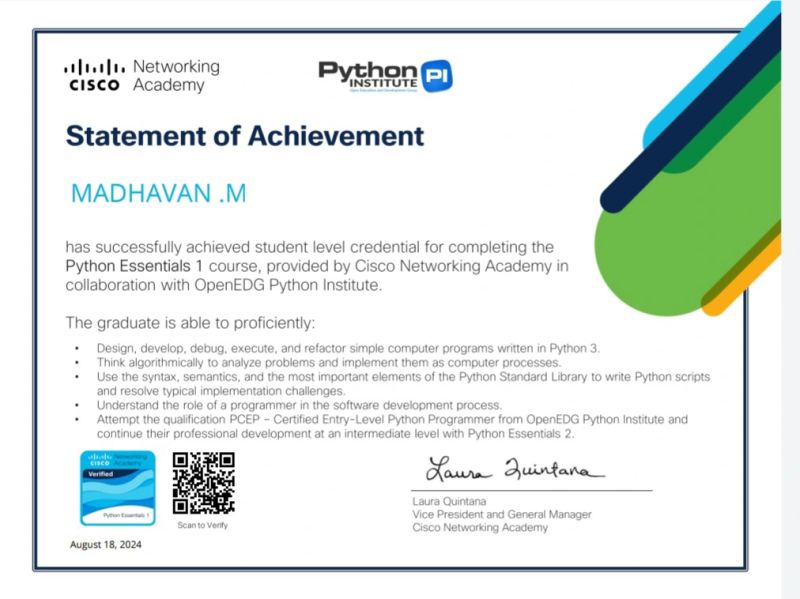 Networking
CISCO Academy
Python PI
INSTITUTE
Open Education and Development Group
Statement of Achievement
MADHAVAN .M
has successfully achieved student level credential for completing the
Python Essentials 1 course, provided by Cisco Networking Academy in
collaboration with OpenEDG Python Institute.
The graduate is able to proficiently:
• Design, develop, debug, execute, and refactor simple computer programs written in Python 3.
• Think algorithmically to analyze problems and implement them as computer processes.
• Use the syntax, semantics, and the most important elements of the Python Standard Library to write Python scripts
and resolve typical implementation challenges.
• Understand the role of a programmer in the software development process.
• Attempt the qualification PCEP – Certified Entry-Level Python Programmer from OpenEDG Python Institute and
continue their professional development at an intermediate level with Python Essentials 2.
Networking
CISCO Academy
Verified
Python Essentials 1
Scan to Verify
August 18, 2024
Laura Quintana
Laura Quintana
Vice President and General Manager
Cisco Networking Academy